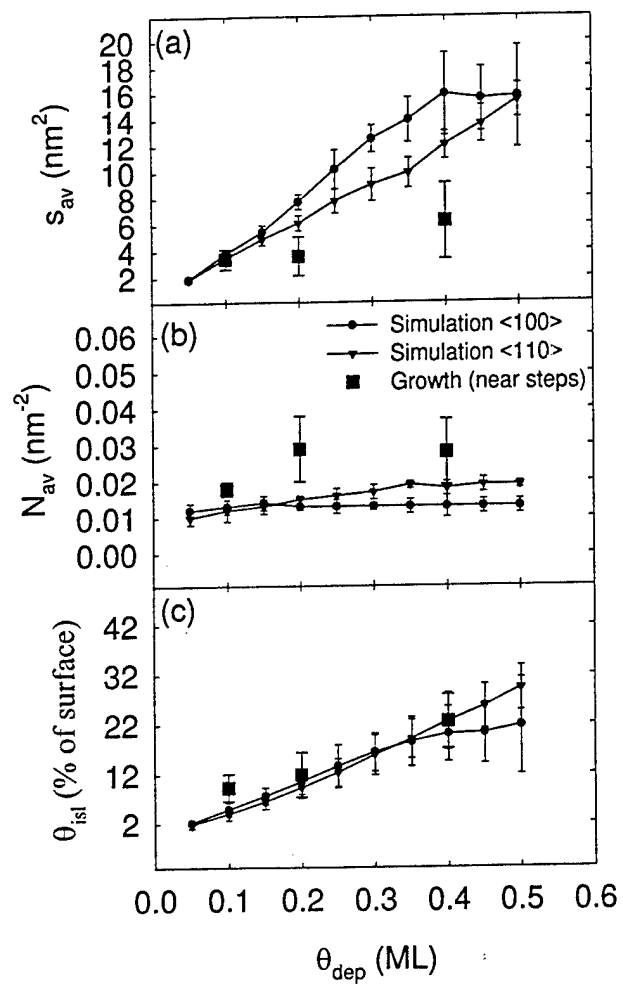 (a)
20
18
16
14
12
10
8
6
4
2
s_av (nm²)
(b)
Simulation <100>
Simulation <110>
Growth (near steps)
0.06
0.05
0.04
0.03
0.02
0.01
0.00
N_av (nm⁻²)
(c)
42
32
22
12
2
θ_isl (% of surface)
0.0 0.1 0.2 0.3 0.4 0.5 0.6
θ_dep (ML)